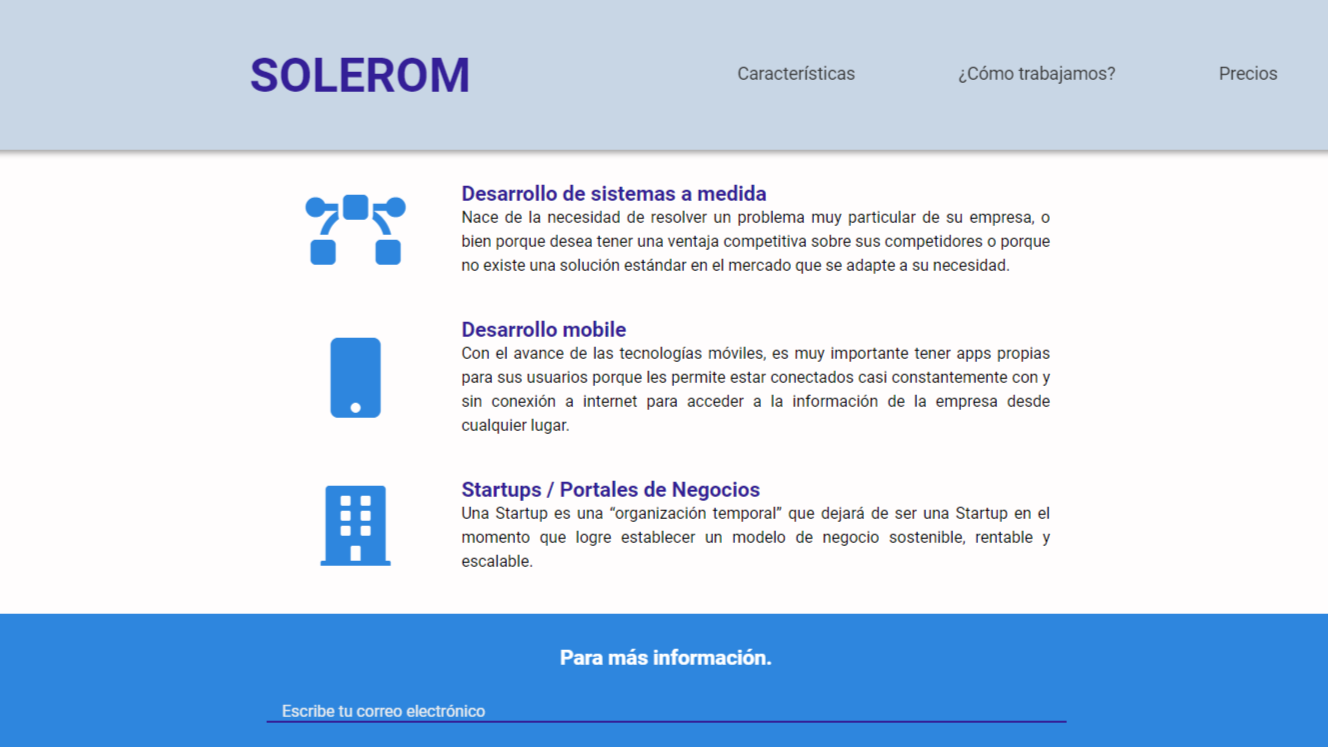 SOLEROM
Características
¿Cómo trabajamos?
Precios
Desarrollo de sistemas a medida
Nace de la necesidad de resolver un problema muy particular de su empresa, o
bien porque desea tener una ventaja competitiva sobre sus competidores o porque
no existe una solución estándar en el mercado que se adapte a su necesidad.
Desarrollo mobile
Con el avance de las tecnologías móviles, es muy importante tener apps propias
para sus usuarios porque les permite estar conectados casi constantemente con y
sin conexión a internet para acceder a la información de la empresa desde
cualquier lugar.
Startups / Portales de Negocios
Una Startup es una “organización temporal” que dejará de ser una Startup en el
momento que logre establecer un modelo de negocio sostenible, rentable y
escalable.
Para más información.
Escribe tu correo electrónico